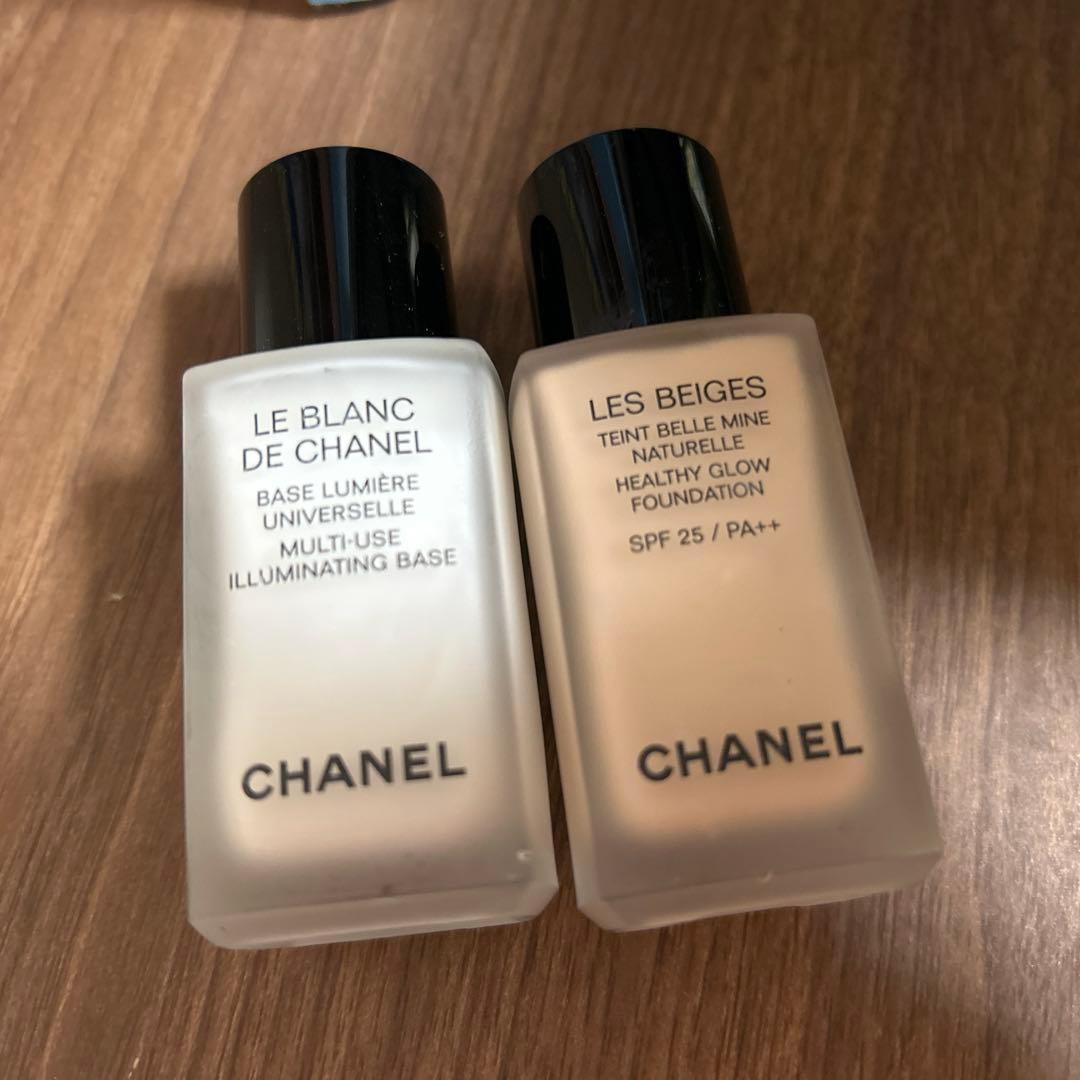 LE BLANC
DE CHANEL
BASE LUMIÈRE
UNIVERSELLE
MULTI-USE
ILLUMINATING BASE
CHANEL
LES BEIGES
TEINT BELLE MINE
NATURELLE
HEALTHY GLOW
FOUNDATION
SPF 25 / PA++
CHANEL